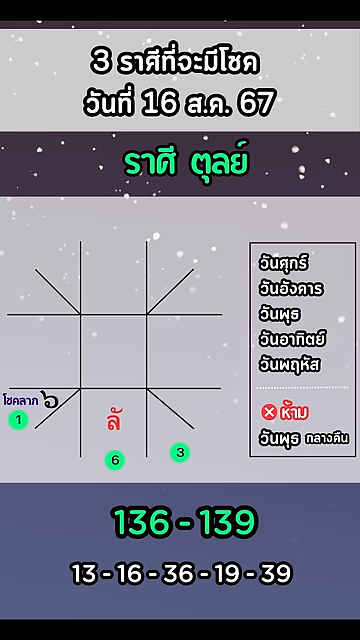 3 ราศีที่จะมีโชค
วันที่ 16 ส.ค. 67
ราศี ตุลย์
วันศุกร์
วันอังคาร
วันพุธ
วันอาทิตย์
วันพฤหัส
ห้าม
วันพุธ กลางคืน
โชคลาภ ๖
1
ลั
6
3
136 - 139
13 - 16 - 36 - 19 - 39